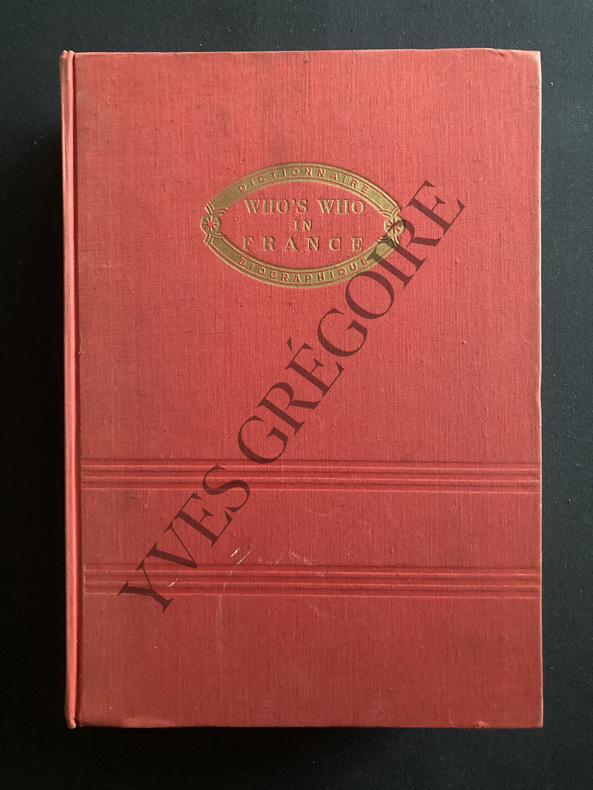 DICTIONNAIRE
WHO'S WHO
IN
FRANCE
BIOGRAPHIQUE
YVES GRÉGOIRE